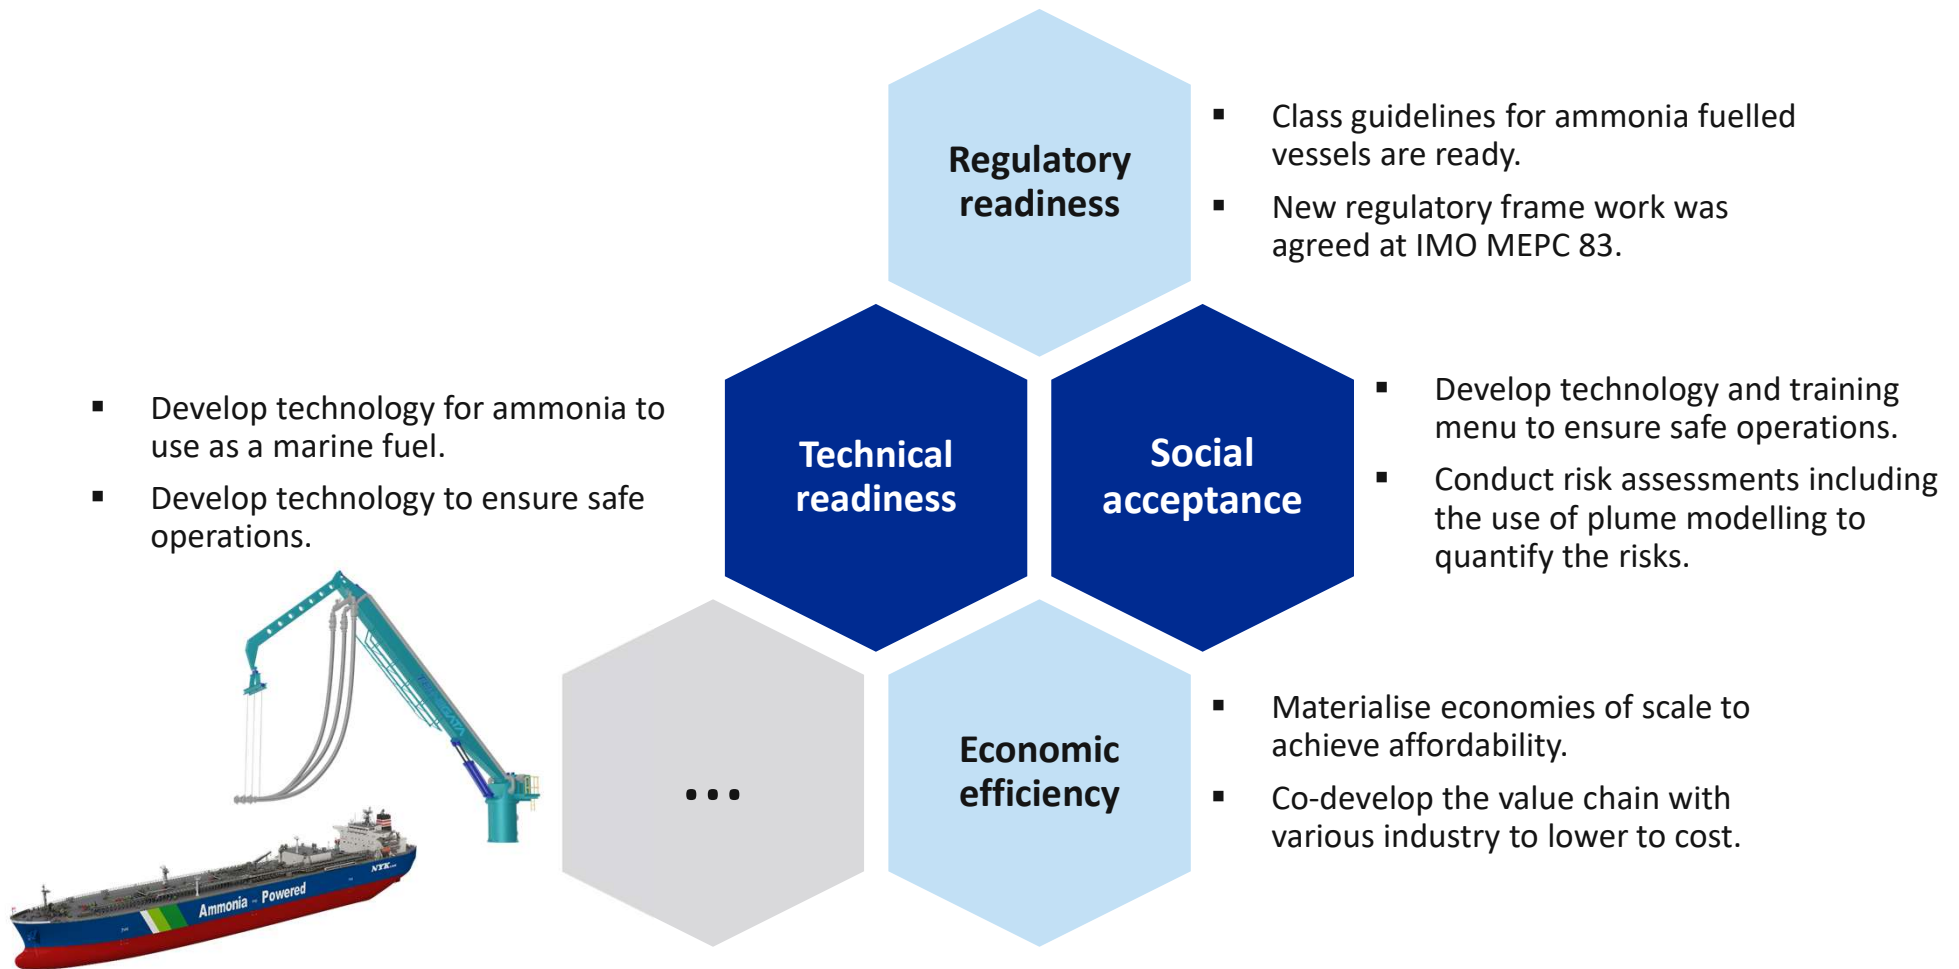 Regulatory
readiness
▪ Class guidelines for ammonia fuelled
vessels are ready.
▪ New regulatory frame work was
agreed at IMO MEPC 83.
▪ Develop technology for ammonia to
use as a marine fuel.
▪ Develop technology to ensure safe
operations.
Technical
readiness
Social
acceptance
▪ Develop technology and training
menu to ensure safe operations.
▪ Conduct risk assessments including
the use of plume modelling to
quantify the risks.
...
Economic
efficiency
▪ Materialise economies of scale to
achieve affordability.
▪ Co-develop the value chain with
various industry to lower to cost.
NYK
Ammonia Powered